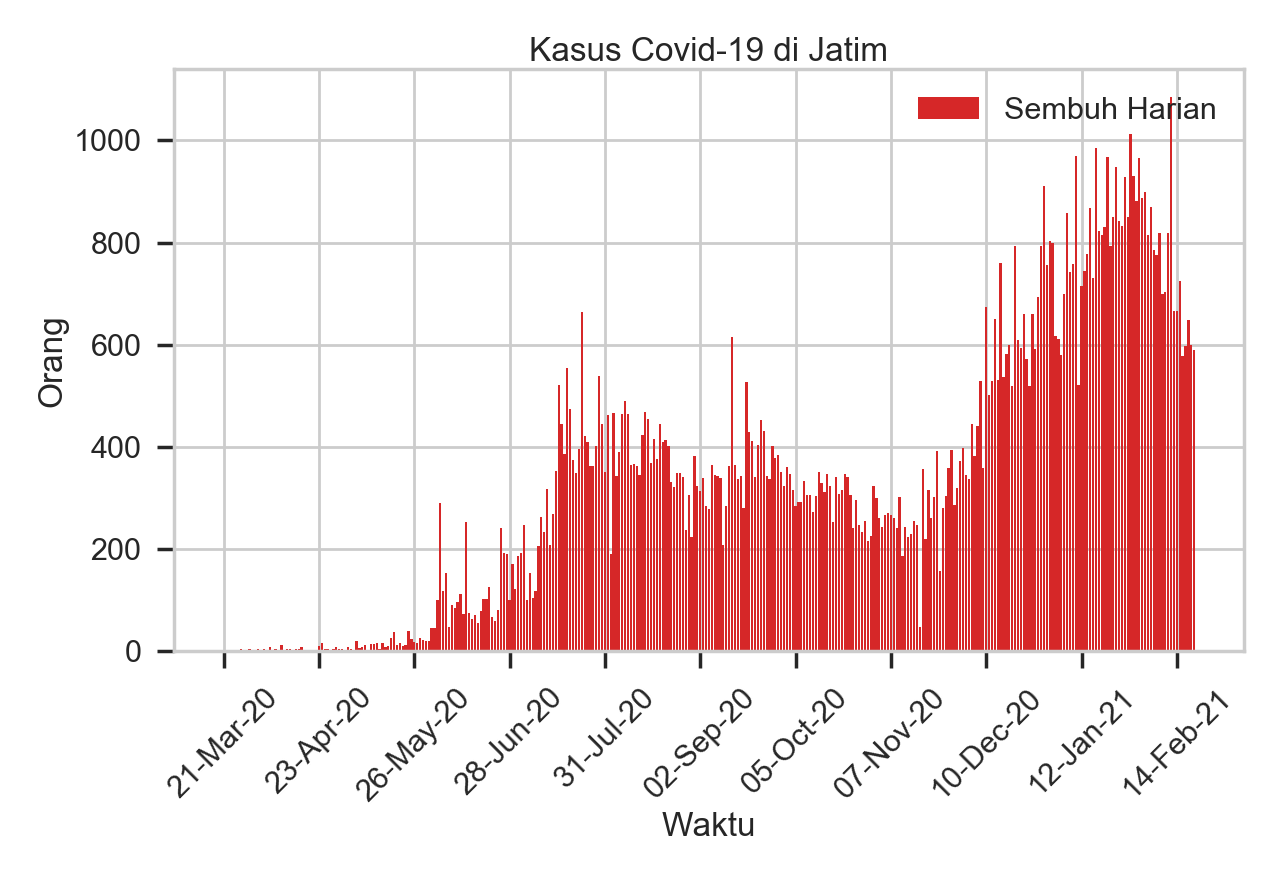 Kasus Covid-19 di Jatim
Sembuh Harian
1000
800
600
400
200
0
Orang
21-Mar-20
23-Apr-20
26-May-20
28-Jun-20
31-Jul-20
02-Sep-20
05-Oct-20
07-Nov-20
10-Dec-20
12-Jan-21
14-Feb-21
Waktu